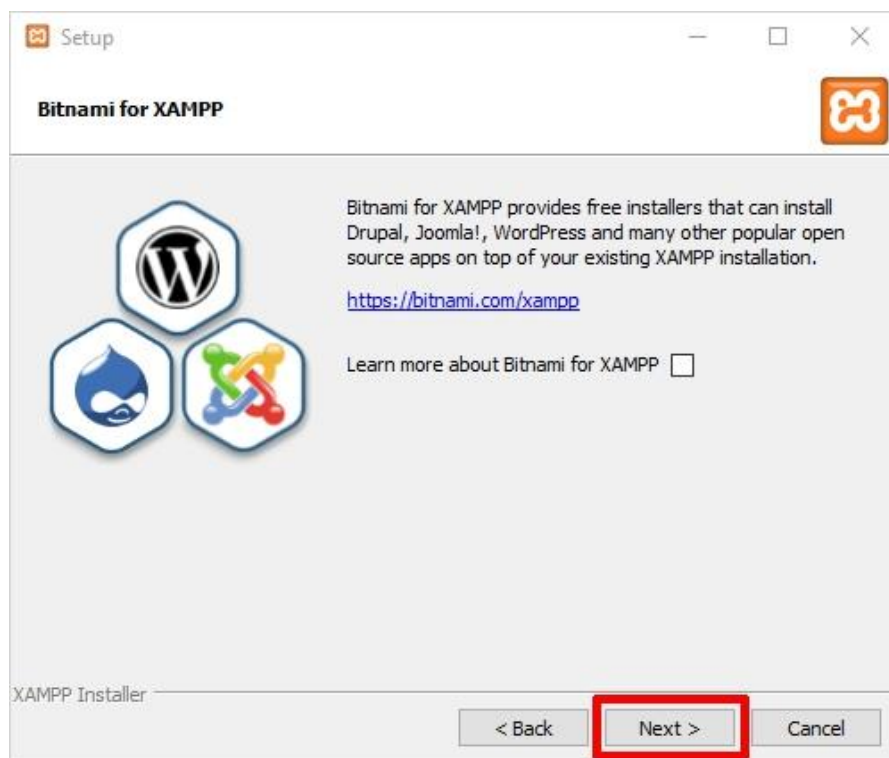 Setup
Bitnami for XAMPP
Bitnami for XAMPP provides free installers that can install
Drupal, Joomla!, WordPress and many other popular open
source apps on top of your existing XAMPP installation.
https://bitnami.com/xampp
Learn more about Bitnami for XAMPP
XAMPP Installer
< Back
Next >
Cancel